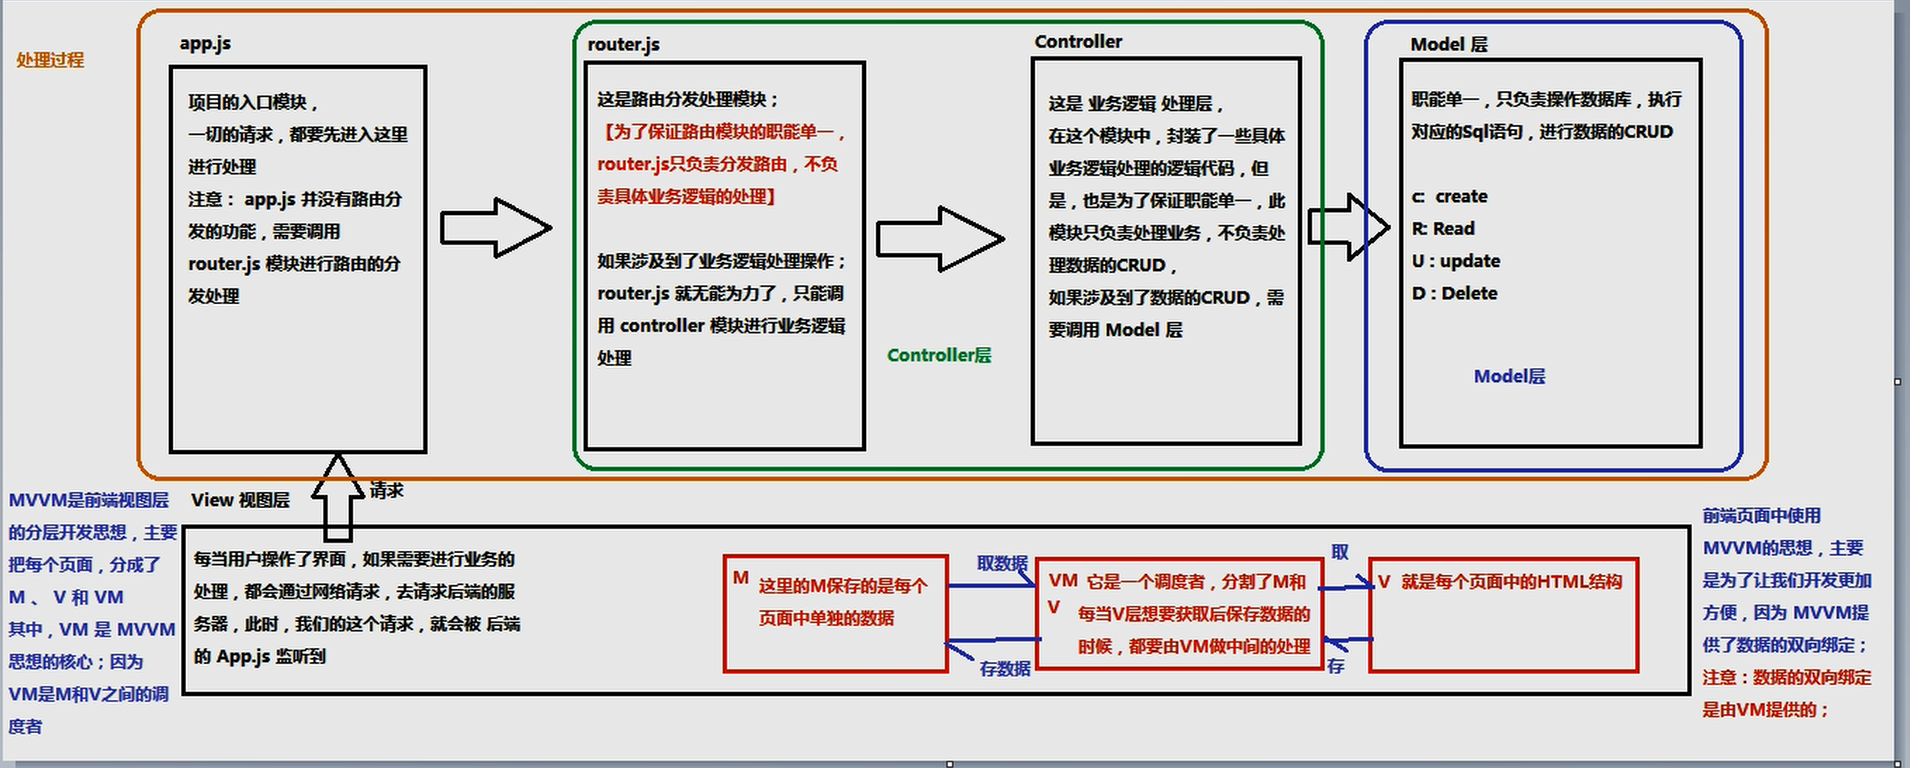 处理过程
app.js
项目的入口模块，
一切的请求，都要先进入这里
进行处理
注意： app.js 并没有路由分
发的功能，需要调用
router.js 模块进行路由的分
发处理
router.js
这是路由分发处理模块；
【为了保证路由模块的职能单一，
router.js只负责分发路由，不负
责具体业务逻辑的处理】
如果涉及到了业务逻辑处理操作；
router.js 就无能为力了，只能调
用 controller 模块进行业务逻辑
处理
Controller层
Controller
这是 业务逻辑 处理层，
在这个模块中，封装了一些具体
业务逻辑处理的逻辑代码，但
是，也是为了保证职能单一，此
模块只负责处理业务，不负责处
理数据的CRUD，
如果涉及到了数据的CRUD，需
要调用 Model 层
Model 层
职能单一，只负责操作数据库，执行
对应的Sql语句，进行数据的CRUD
c: create
R: Read
U : update
D : Delete
Model层
请求
View 视图层
MVVM是前端视图层
的分层开发思想，主要
把每个页面，分成了
M 、 V 和 VM
其中，VM 是 MVVM
思想的核心；因为
VM是M和V之间的调
度者
每当用户操作了界面，如果需要进行业务的
处理，都会通过网络请求，去请求后端的服
务器，此时，我们的这个请求，就会被 后端
的 App.js 监听到
M 这里的M保存的是每个
页面中单独的数据
取数据
存数据
VM 它是一个调度者，分割了M和
V 每当V层想要获取后保存数据的
时候，都要由VM做中间的处理
取
存
V 就是每个页面中的HTML结构
前端页面中使用
MVVM的思想，主要
是为了让我们开发更加
方便，因为 MVVM提
供了数据的双向绑定；
注意：数据的双向绑定
是由VM提供的；